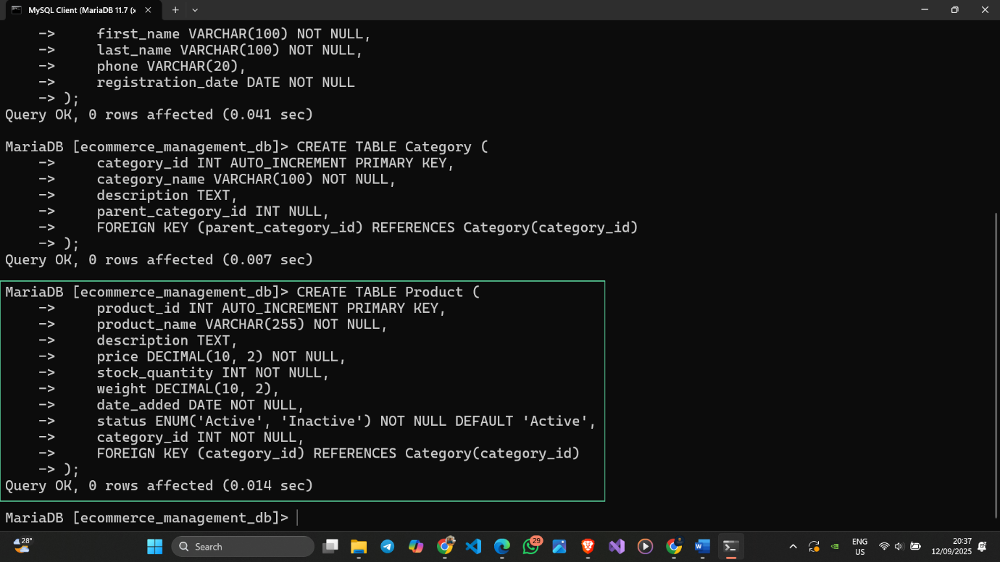 MySQL Client (MariaDB 11.7 (x
-> first_name VARCHAR(100) NOT NULL,
-> last_name VARCHAR(100) NOT NULL,
-> phone VARCHAR(20),
-> registration_date DATE NOT NULL
-> );
Query OK, 0 rows affected (0.041 sec)
MariaDB [ecommerce_management_db]> CREATE TABLE Category (
-> category_id INT AUTO_INCREMENT PRIMARY KEY,
-> category_name VARCHAR(100) NOT NULL,
-> description TEXT,
-> parent_category_id INT NULL,
-> FOREIGN KEY (parent_category_id) REFERENCES Category(category_id)
-> );
Query OK, 0 rows affected (0.007 sec)
MariaDB [ecommerce_management_db]> CREATE TABLE Product (
-> product_id INT AUTO_INCREMENT PRIMARY KEY,
-> product_name VARCHAR(255) NOT NULL,
-> description TEXT,
-> price DECIMAL(10, 2) NOT NULL,
-> stock_quantity INT NOT NULL,
-> weight DECIMAL(10, 2),
-> date_added DATE NOT NULL,
-> status ENUM('Active', 'Inactive') NOT NULL DEFAULT 'Active',
-> category_id INT NOT NULL,
-> FOREIGN KEY (category_id) REFERENCES Category(category_id)
-> );
Query OK, 0 rows affected (0.014 sec)
MariaDB [ecommerce_management_db]>
28°
Search
29
ENG
US
20:37
12/09/2025